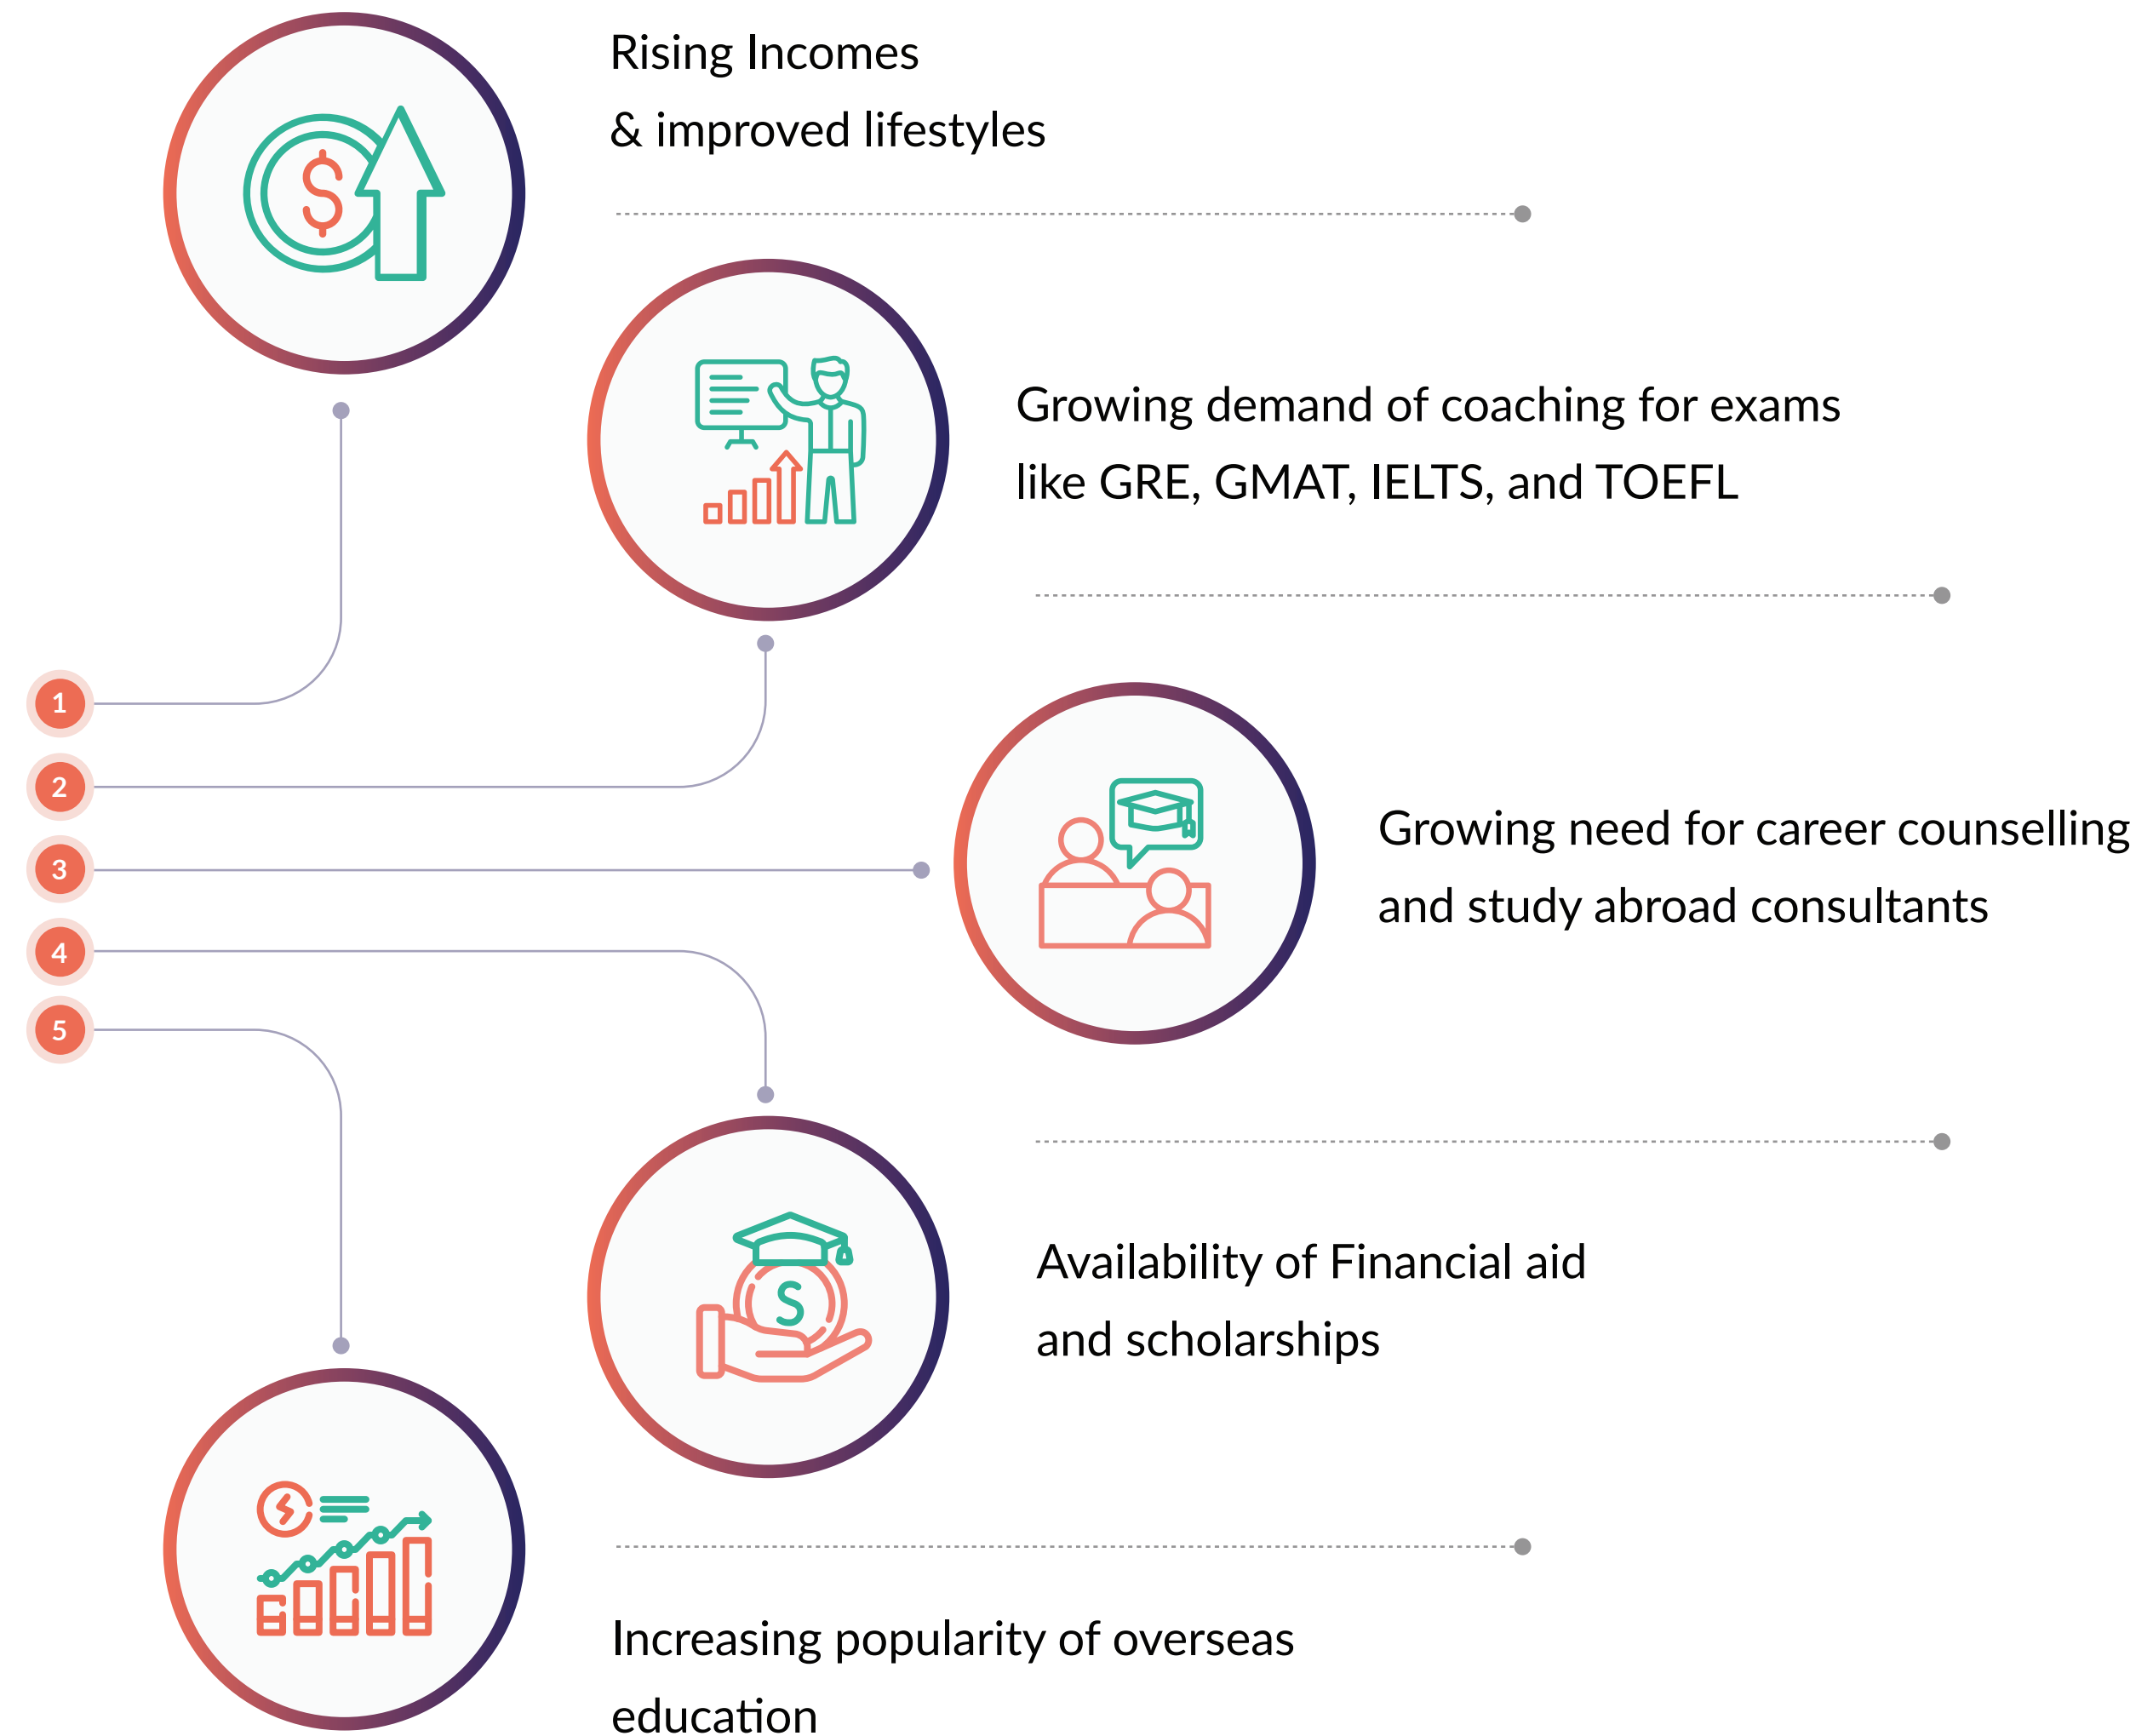 Rising Incomes
& improved lifestyles
Growing demand of coaching for exams
like GRE, GMAT, IELTS, and TOEFL
1
2
3
4
5
Growing need for career counselling
and study abroad consultants
Availability of Financial aid
and scholarships
S
Increasing popularity of overseas
education